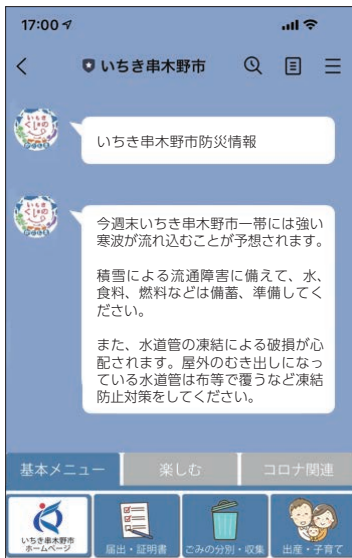 17:00
いちき串木野市
いちき串木野市防災情報
今週末いちき串木野市一帯には強い
寒波が流れ込むことが予想されます。
積雪による流通障害に備えて、水、
食料、燃料などは備蓄、準備してく
ださい。
また、水道管の凍結による破損が心
配されます。屋外のむき出しになっ
ている水道管は布等で覆うなど凍結
防止対策をしてください。
基本メニュー
楽しむ
コロナ関連
いちき串木野市
ホームページ
届出・証明書
ごみの分別・収集
出産・子育て